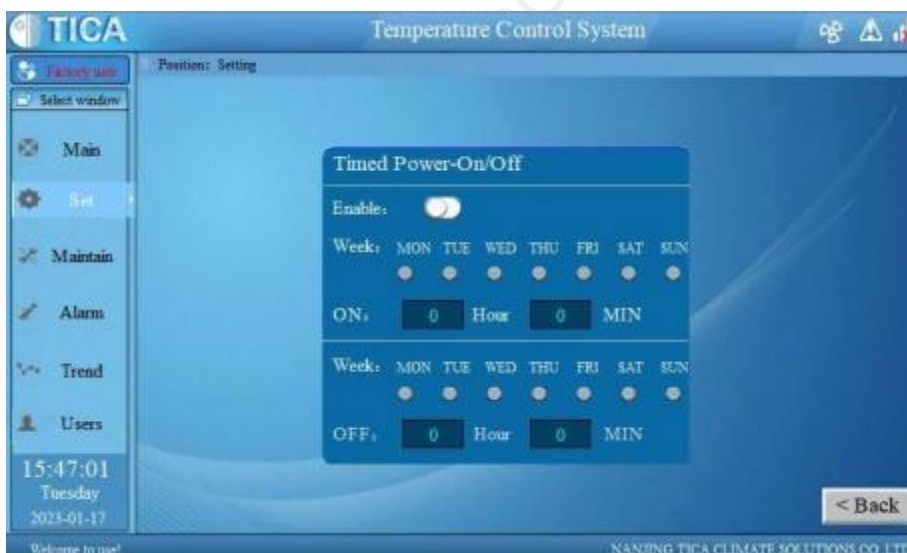 TICA
Temperature Control System
Factory user
Position: Setting
Select window
Main
Set
Maintain
Alarm
Trend
Users
15:47:01
Tuesday
2023-01-17
Timed Power-On/Off
Enable:
Week: MON TUE WED THU FRI SAT SUN
ON: 0 Hour 0 MIN
Week: MON TUE WED THU FRI SAT SUN
OFF: 0 Hour 0 MIN
< Back
Welcome to use!
NANJING TICA CLIMATE SOLUTIONS CO., LTD